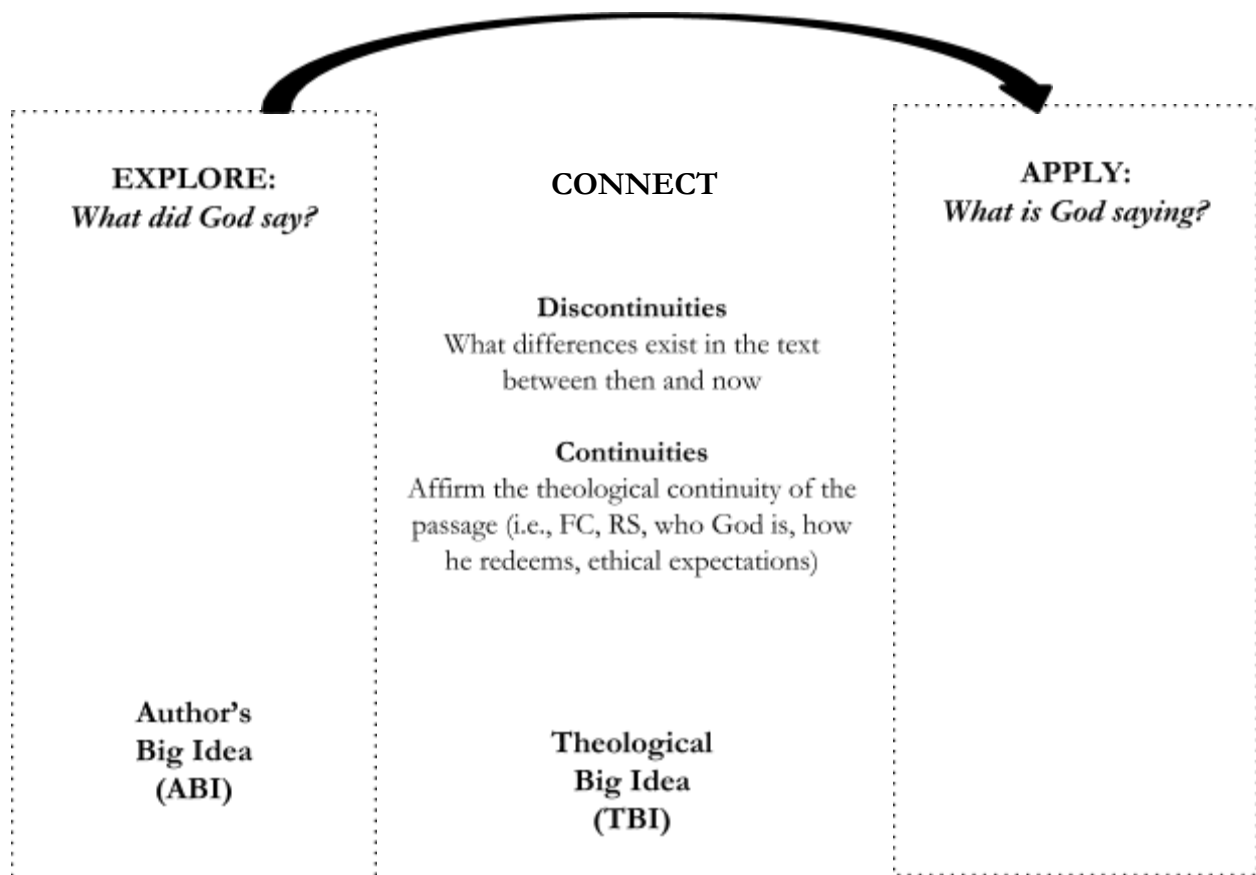 EXPLORE:
What did God say?
Author’s
Big Idea
(ABI)
CONNECT
Discontinuities
What differences exist in the text
between then and now
Continuities
Affirm the theological continuity of the
passage (i.e., FC, RS, who God is, how
he redeems, ethical expectations)
Theological
Big Idea
(TBI)
APPLY:
What is God saying?